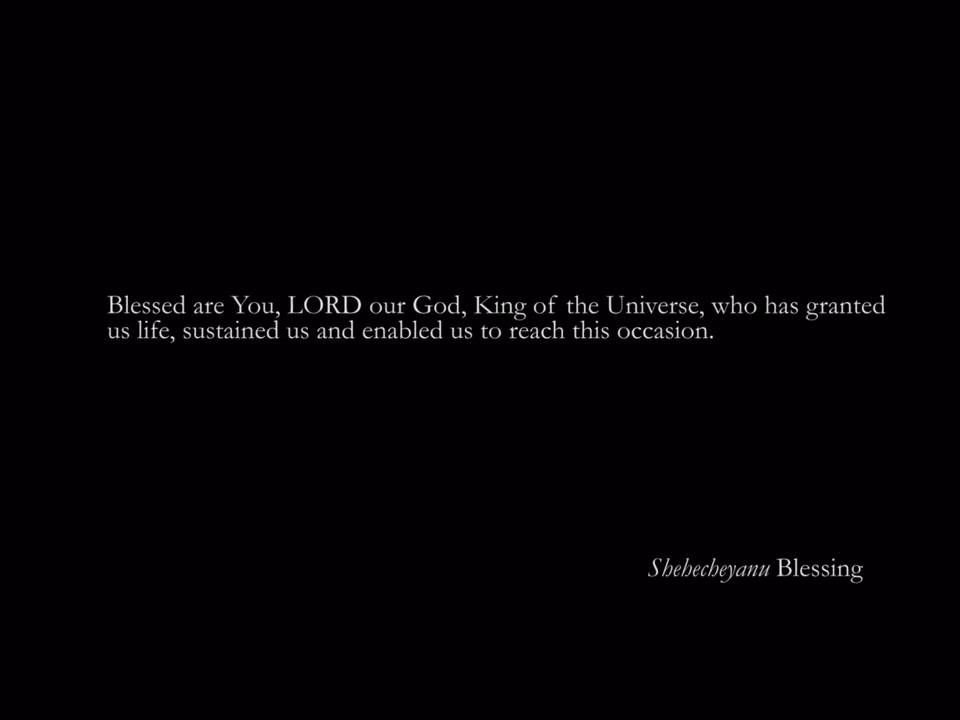 Blessed are You, LORD our God, King of the Universe, who has granted
us life, sustained us and enabled us to reach this occasion.
Shehecheyanu Blessing